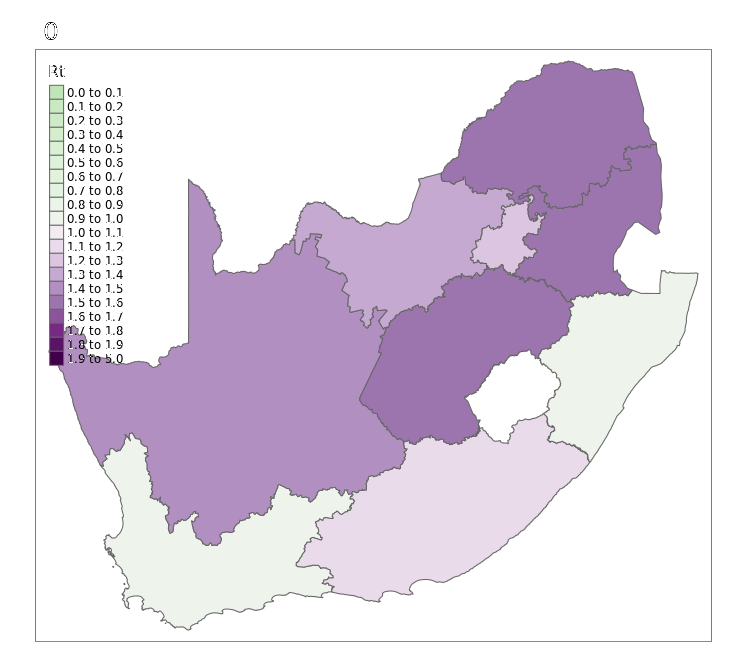 0
Rt
0.0 to 0.1
0.1 to 0.2
0.2 to 0.3
0.3 to 0.4
0.4 to 0.5
0.5 to 0.6
0.6 to 0.7
0.7 to 0.8
0.8 to 0.9
0.9 to 1.0
1.0 to 1.1
1.1 to 1.2
1.2 to 1.3
1.3 to 1.4
1.4 to 1.5
1.5 to 1.6
1.6 to 1.7
1.7 to 1.8
1.8 to 1.9
1.9 to 5.0